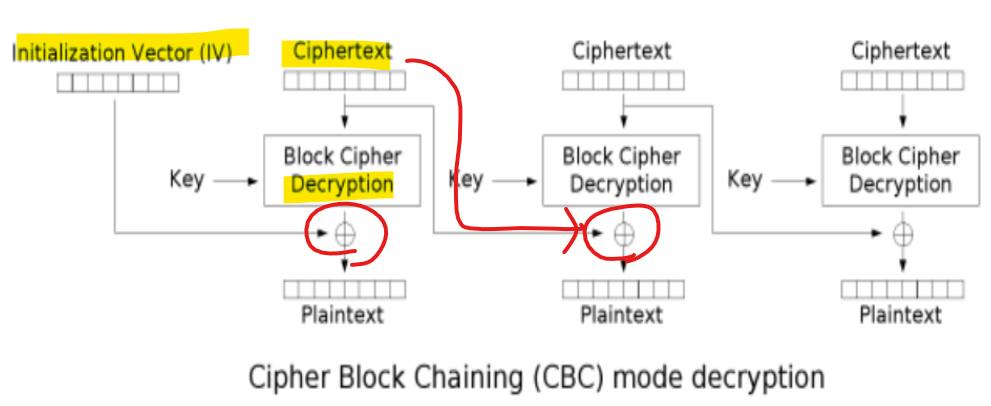 Initialization Vector (IV)
Ciphertext
Ciphertext
Ciphertext
Key
Block Cipher
Decryption
Key
Block Cipher
Decryption
Key
Block Cipher
Decryption
Plaintext
Plaintext
Plaintext
Cipher Block Chaining (CBC) mode decryption